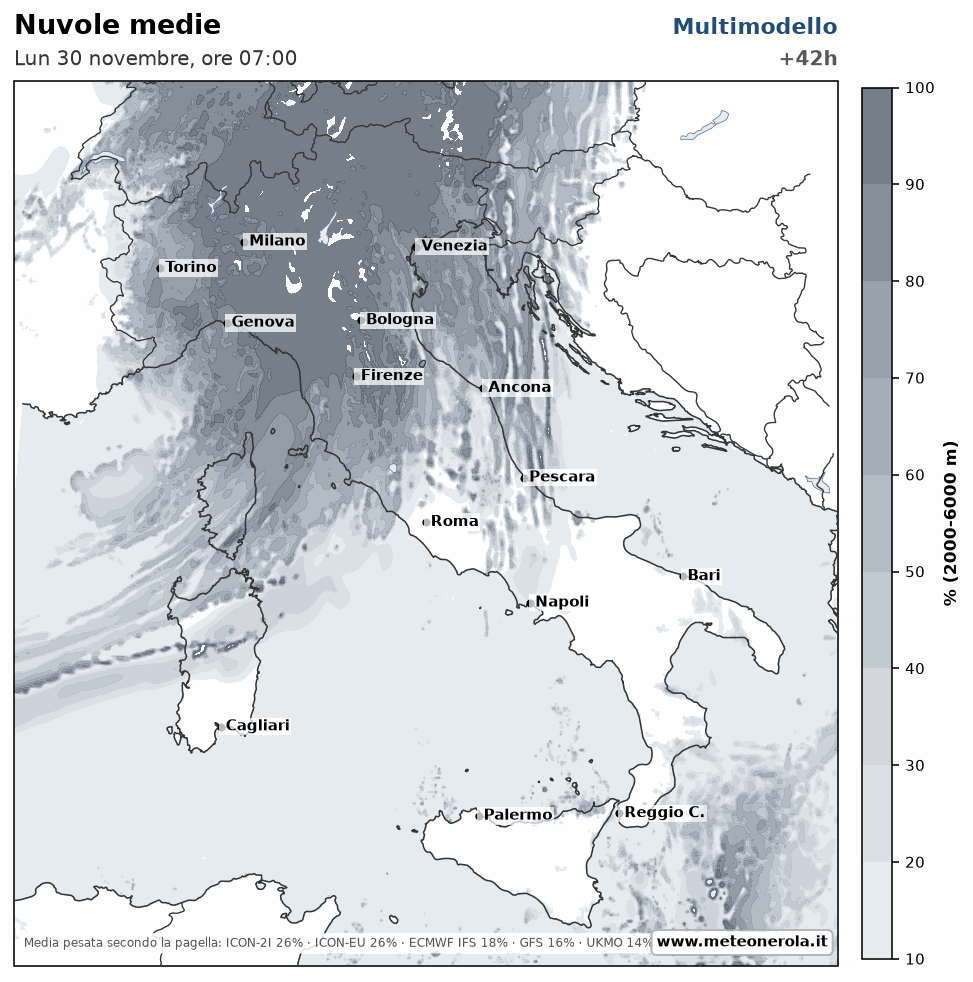 Nuvole medie
Multimodello
Lun 30 novembre, ore 07:00
+42h
100
90
80
70
60
50
40
30
20
10
% (2000-6000 m)
Milano
Venezia
Torino
Genova
Bologna
Firenze
Ancona
Pescara
Roma
Bari
Napoli
Cagliari
Palermo
Reggio C.
Media pesata secondo la pagella: ICON-2I 26% · ICON-EU 26% · ECMWF IFS 18% · GFS 16% · UKMO 14%
www.meteonerola.it